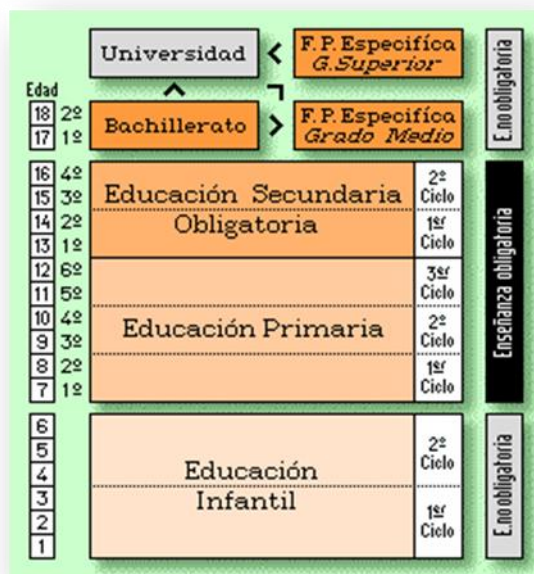 Universidad
<
F.P. Especifíca
G.Superior
E.no obligatoria
Edad
18 2º
17 1º
Bachillerato
>
F.P. Especifíca
Grado Medio
16 4º
15 3º
14 2º
13 1º
Educación Secundaria
Obligatoria
2º
Ciclo
1er
Ciclo
Enseñanza obligatoria
12 6º
11 5º
10 4º
9 3º
8 2º
7 1º
Educación Primaria
3er
Ciclo
2º
Ciclo
1er
Ciclo
6
5
4
3
2
1
Educación
Infantil
2º
Ciclo
1er
Ciclo
E.no obligatoria